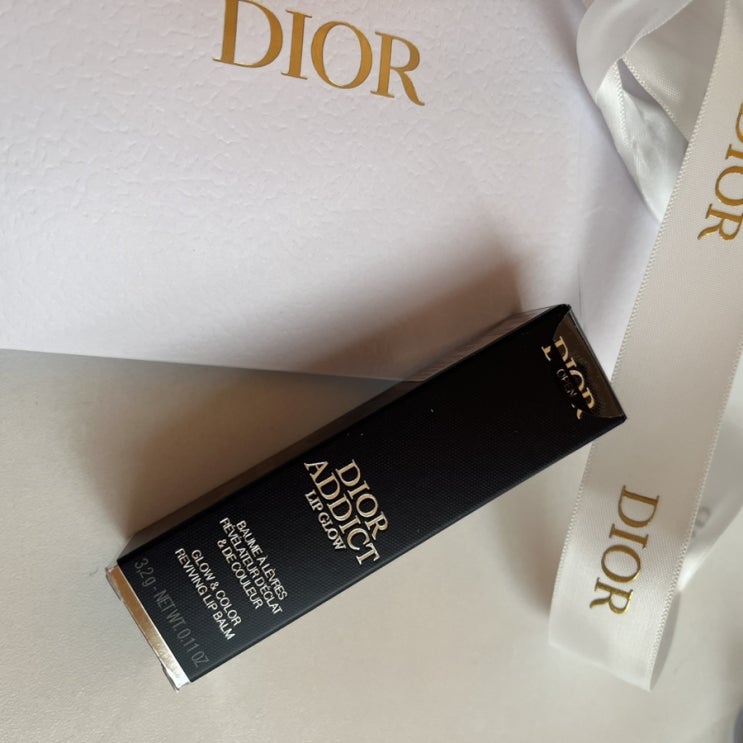 DIOR
DIOR
DIOR
DIOR
OPEN
DIOR
ADDICT
LIP GLOW
BAUME À LÈVRES
RÉVÉLATEUR D'ÉCLAT
& DE COULEUR
GLOW & COLOR
REVIVING LIP BALM
3.2 g - NET WT. 0.11 OZ